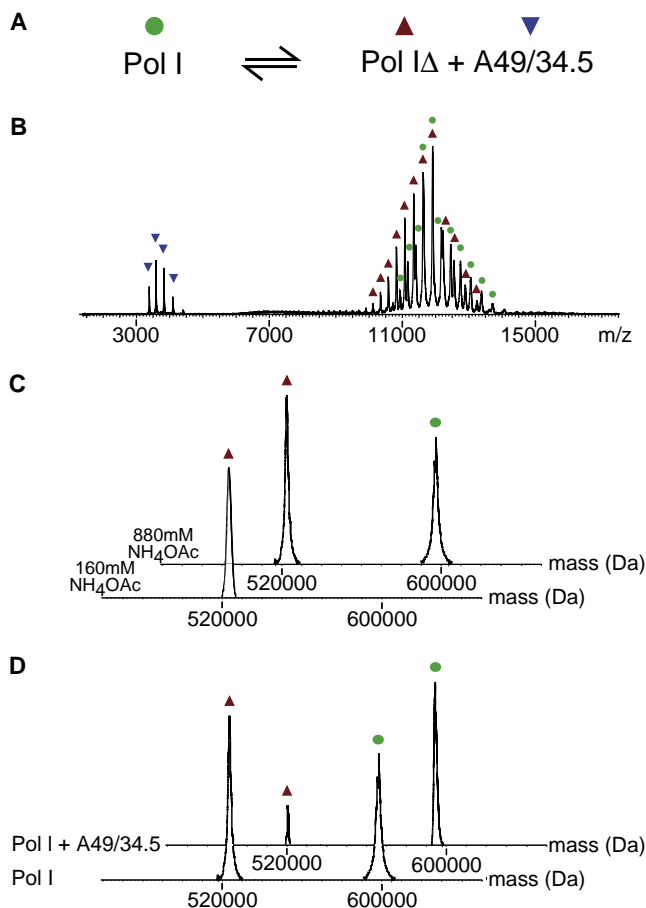 A
Pol I ⇌ Pol IΔ + A49/34.5
B
3000 7000 11000 15000 m/z
C
880mM
NH4OAc
mass (Da)
520000 600000
160mM
NH4OAc
mass (Da)
520000 600000
D
Pol I + A49/34.5
mass (Da)
520000 600000
Pol I
mass (Da)
520000 600000